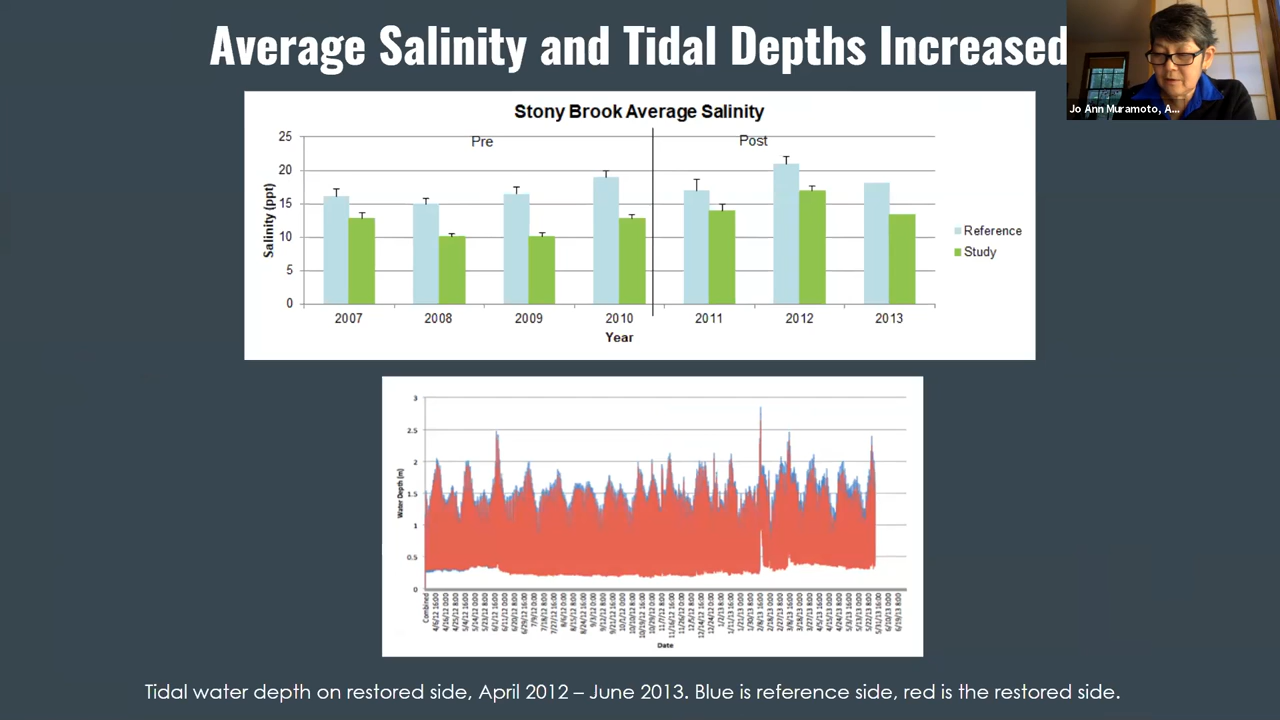 Average Salinity and Tidal Depths Increased
Jo Ann Muramoto, A...
Stony Brook Average Salinity
Pre
Post
25
20
15
10
5
0
Salinity (ppt)
Reference
Study
2007 2008 2009 2010 2011 2012 2013
Year
3
2.5
2
1.5
1
0.5
0
Water Depth (m)
Combined
Date
Tidal water depth on restored side, April 2012 – June 2013. Blue is reference side, red is the restored side.